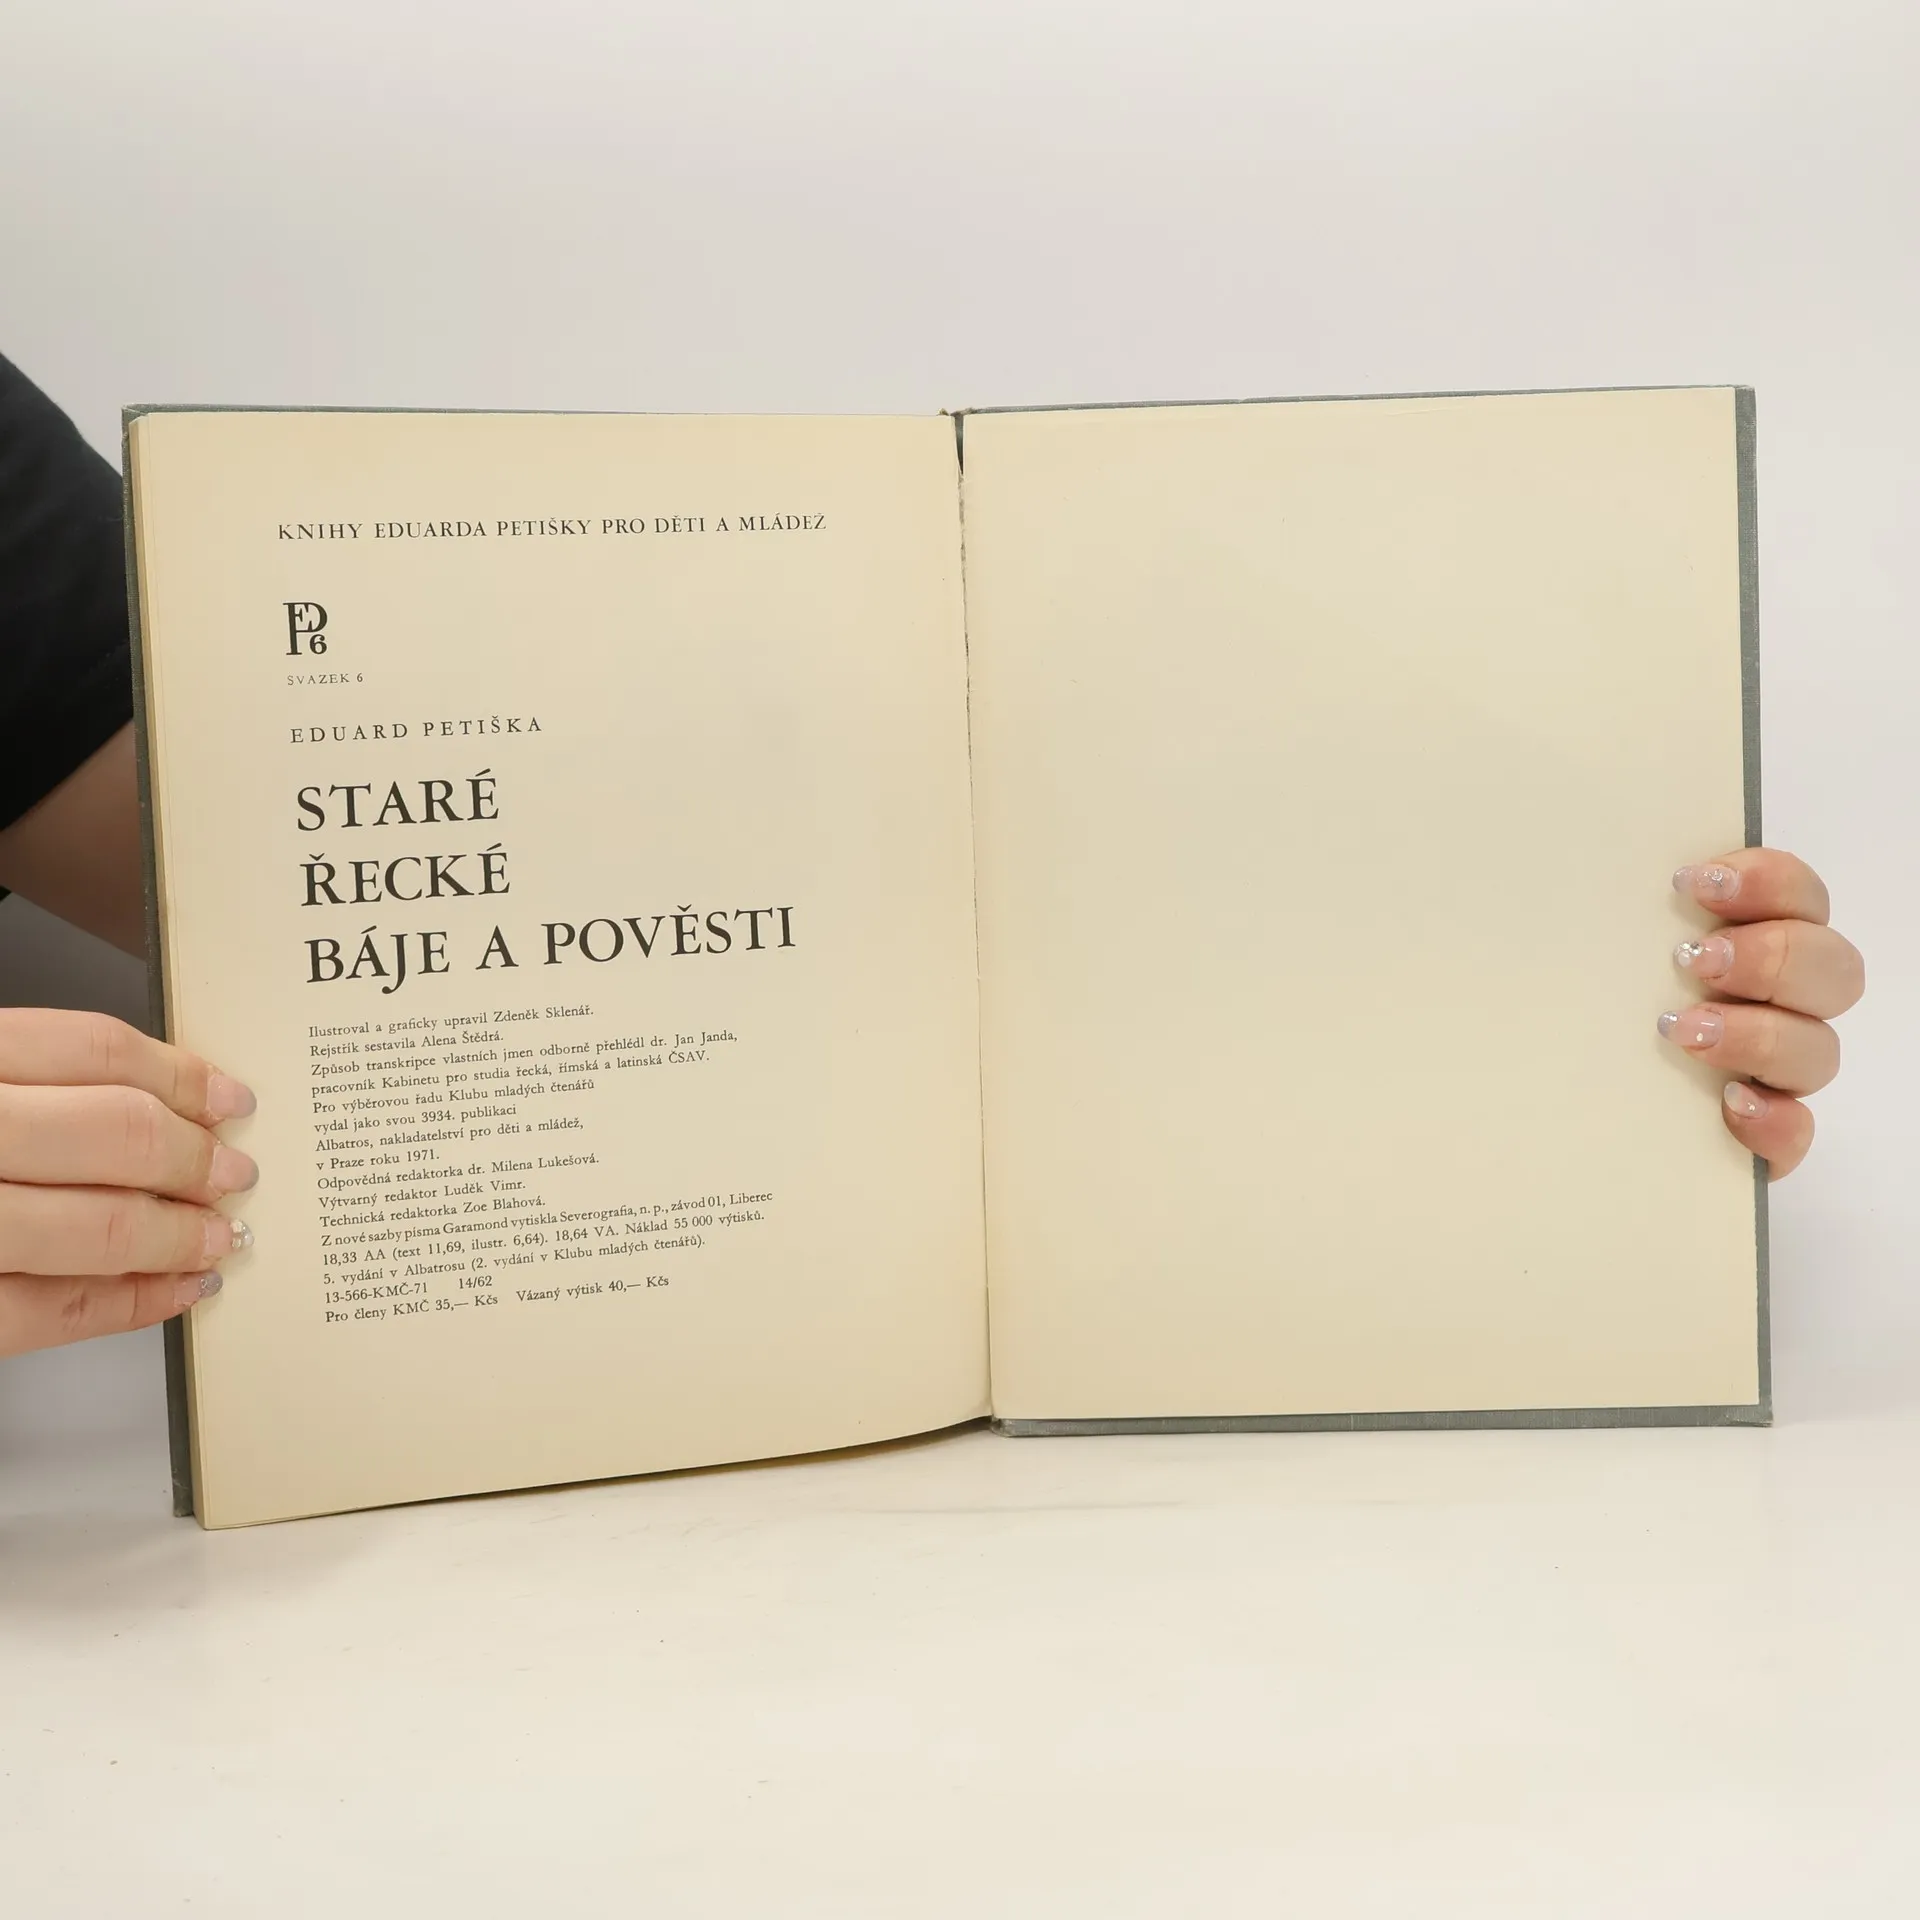 KNIHY EDUARDA PETIŠKY PRO DĚTI A MLÁDEŽ
EP6
SVAZEK 6
EDUARD PETIŠKA
STARÉ
ŘECKÉ
BÁJE A POVĚSTI
Ilustroval a graficky upravil Zdeněk Sklenář.
Rejstřík sestavila Alena Štědrá.
Způsob transkripce vlastních jmen odborně přehlédl dr. Jan Janda,
pracovník Kabinetu pro studia řecká, římská a latinská ČSAV.
Pro výběrovou řadu Klubu mladých čtenářů
vydal jako svou 3934. publikaci
Albatros, nakladatelství pro děti a mládež,
v Praze roku 1971.
Odpovědná redaktorka dr. Milena Lukešová.
Výtvarný redaktor Luděk Vimr.
Technická redaktorka Zoe Blahová.
Z nové sazby písma Garamond vytiskla Severografia, n. p., závod 01, Liberec
18,33 AA (text 11,69, ilustr. 6,64). 18,64 VA. Náklad 55 000 výtisků.
5. vydání v Albatrosu (2. vydání v Klubu mladých čtenářů).
13-566-KMČ-71 14/62
Pro členy KMČ 35,— Kčs Vázaný výtisk 40,— Kčs